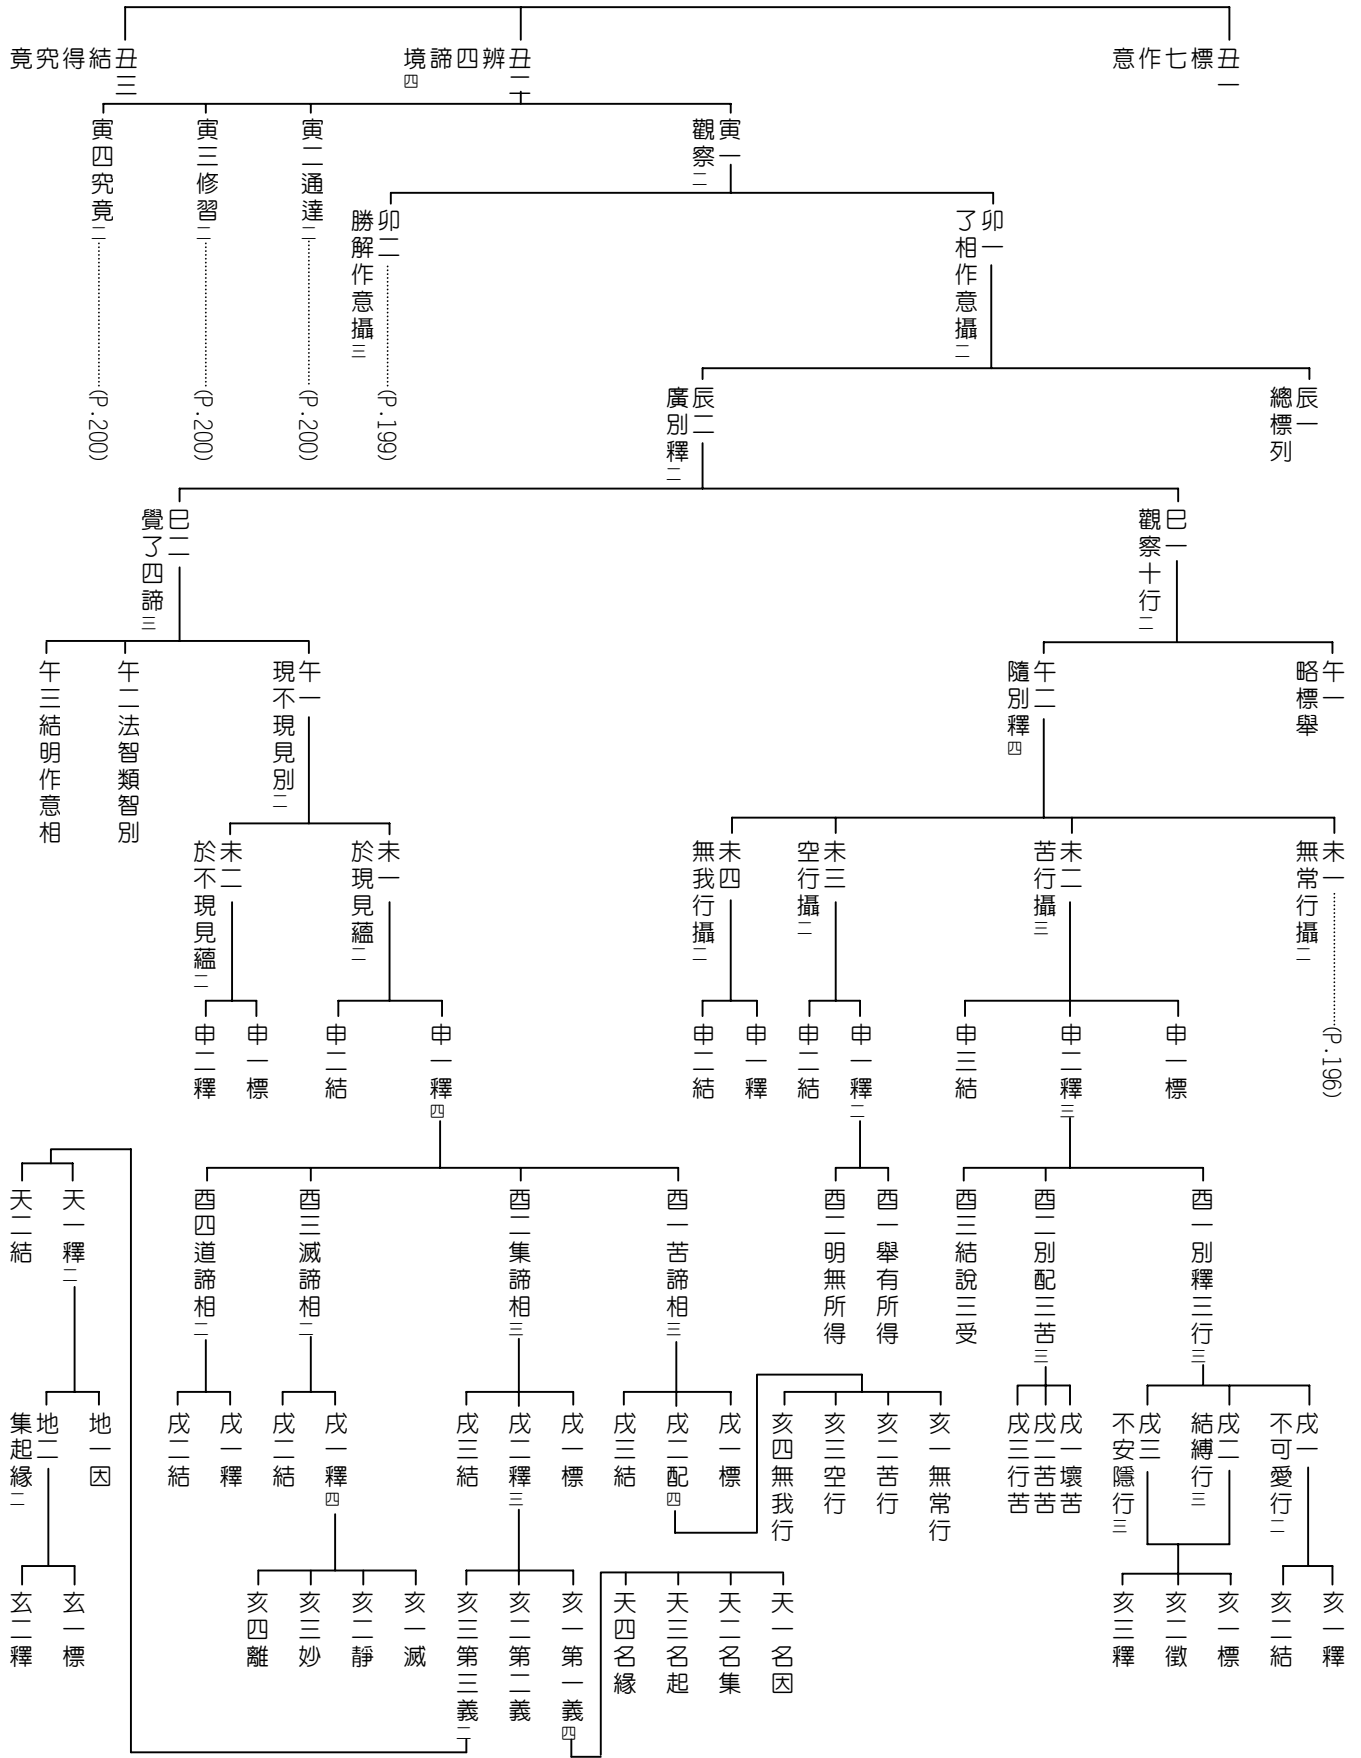 丑一
標七作意
丑二
辨四諦境四
丑三
結得究竟
寅一
觀察二
寅二通達二(P.200)
寅三修習二(P.200)
寅四究竟二(P.200)
卯一
了相作意攝二
卯二(P.199)
勝解作意攝三
辰一
總標列
辰二
廣別釋二
巳一
觀察十行二
巳二
覺了四諦三
午一
略標舉
午二
隨別釋四
午一
現不現見別二
午二法智類智別
午三結明作意相
未一(P.196)
無常行攝二
未二
苦行攝三
未三
空行攝二
未四
無我行攝二
未一
於現見蘊二
未二
於不現見蘊二
申一標
申二釋三
申三結
申一釋二
申二結
申一釋
申二結
申一釋四
申二結
申一標
申二釋
酉一別釋三行三
酉二別配三苦三
酉三結說三受
酉一舉有所得
酉二明無所得
酉一苦諦相三
酉二集諦相三
酉三滅諦相二
酉四道諦相二
天一釋二
天二結
戌一
不可愛行二
戌二
結縛行三
戌三
不安隱行三
戌一壞苦
戌二苦苦
戌三行苦
亥一無常行
亥二苦行
亥三空行
亥四無我行
戌一標
戌二配四
戌三結
戌一標
戌二釋三
戌三結
戌一釋四
戌二結
戌一釋
戌二結
地一因
地二
集起緣二
亥一釋
亥二結
亥一標
亥二徵
亥三釋
天一名因
天二名集
天三名起
天四名緣
亥一第一義四
亥二第二義
亥三第三義二
亥一滅
亥二靜
亥三妙
亥四離
玄一標
玄二釋